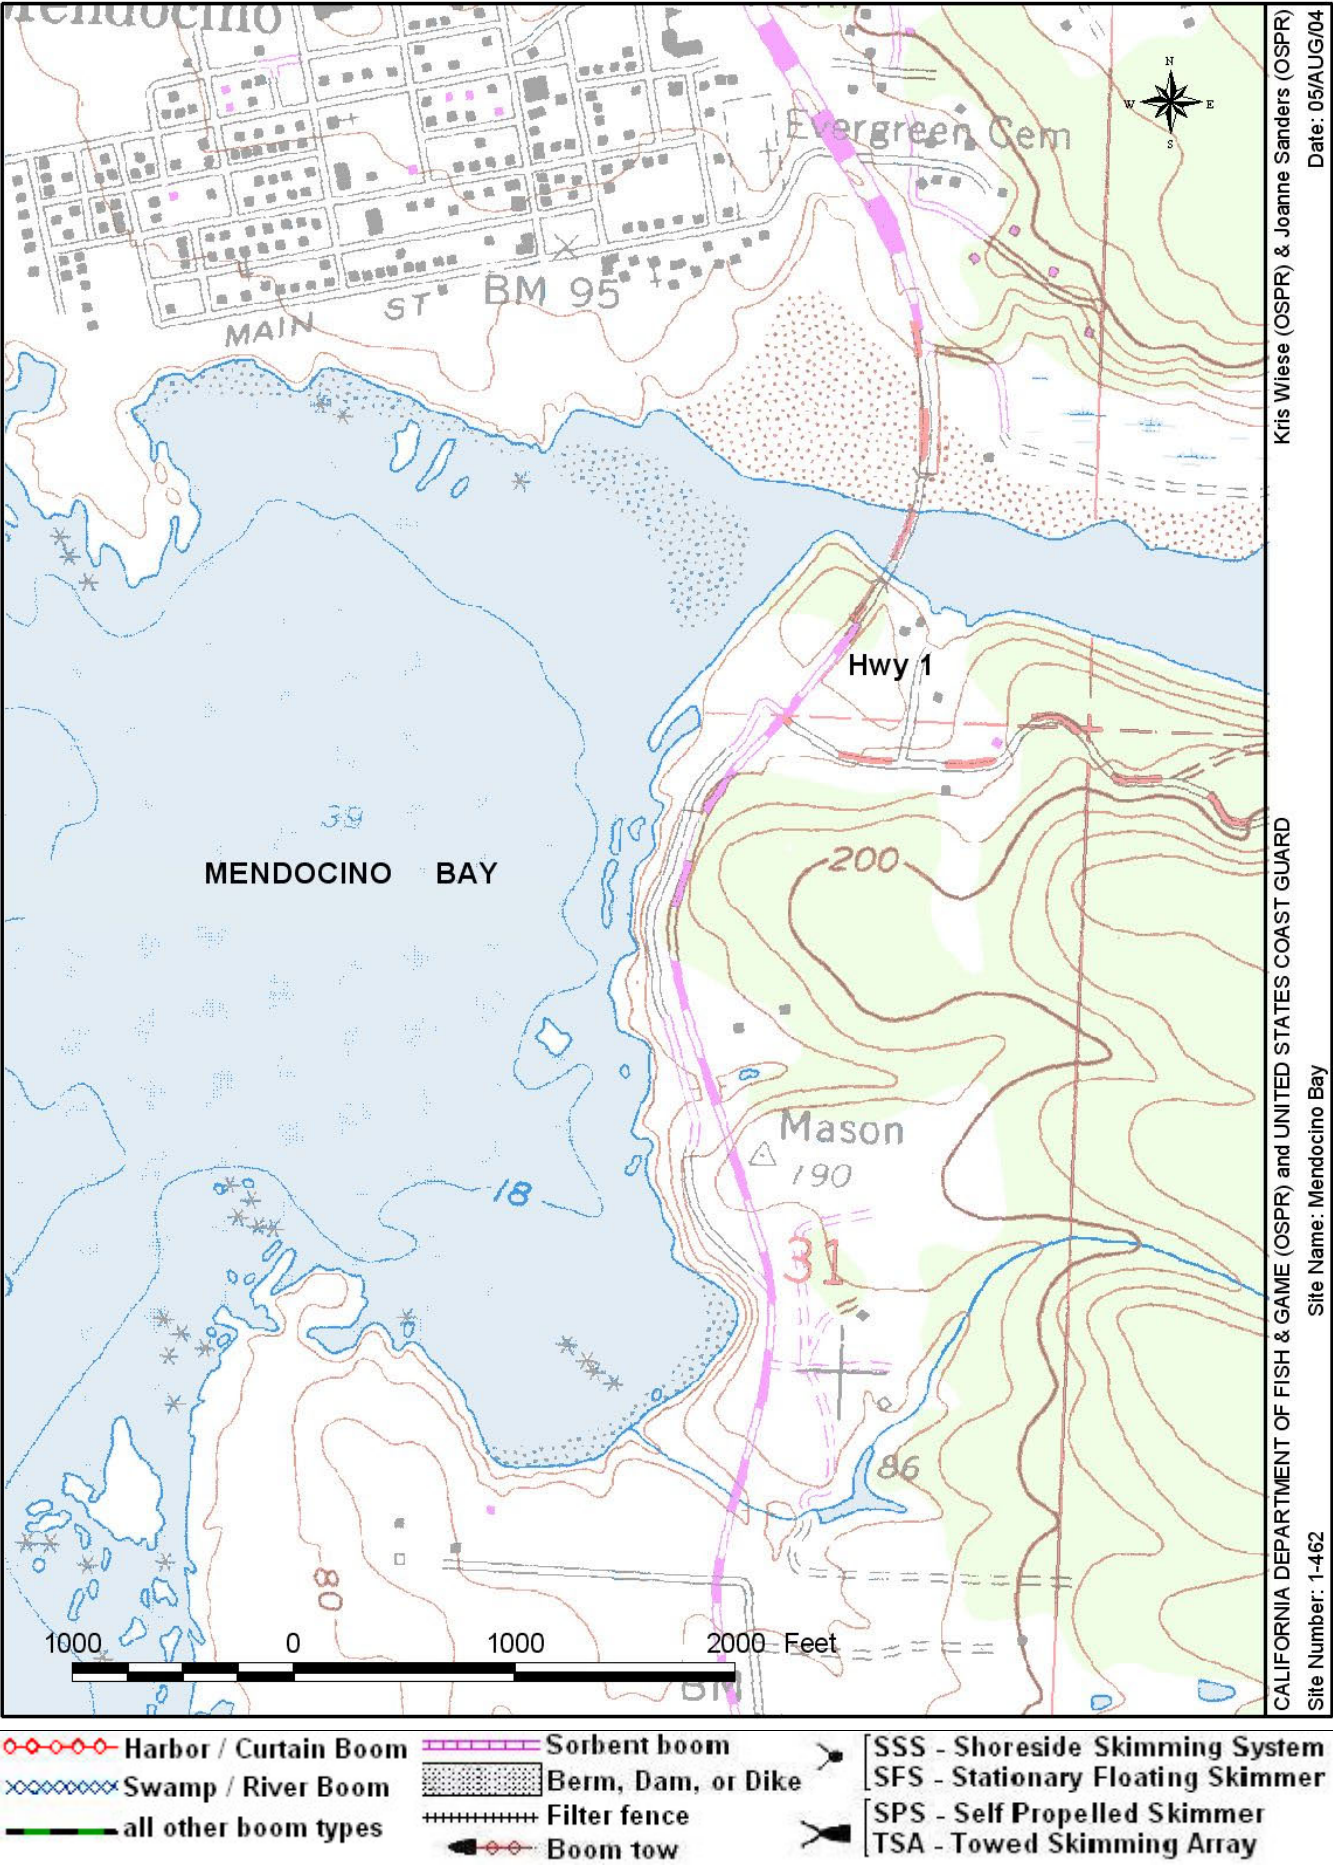 Mendocino
N
W E
S
Evergreen Cem
BM 95
MAIN ST
Hwy 1
39
MENDOCINO BAY
200
Mason
190
18
31
86
80
1000 0 1000 2000 Feet
BM
Kris Wiese (OSPR) & Joanne Sanders (OSPR)
Date: 05/AUG/04
CALIFORNIA DEPARTMENT OF FISH & GAME (OSPR) and UNITED STATES COAST GUARD
Site Number: 1-462 Site Name: Mendocino Bay
Harbor / Curtain Boom
Swamp / River Boom
all other boom types
Sorbent boom
Berm, Dam, or Dike
Filter fence
Boom tow
SSS - Shoreside Skimming System
SFS - Stationary Floating Skimmer
SPS - Self Propelled Skimmer
TSA - Towed Skimming Array